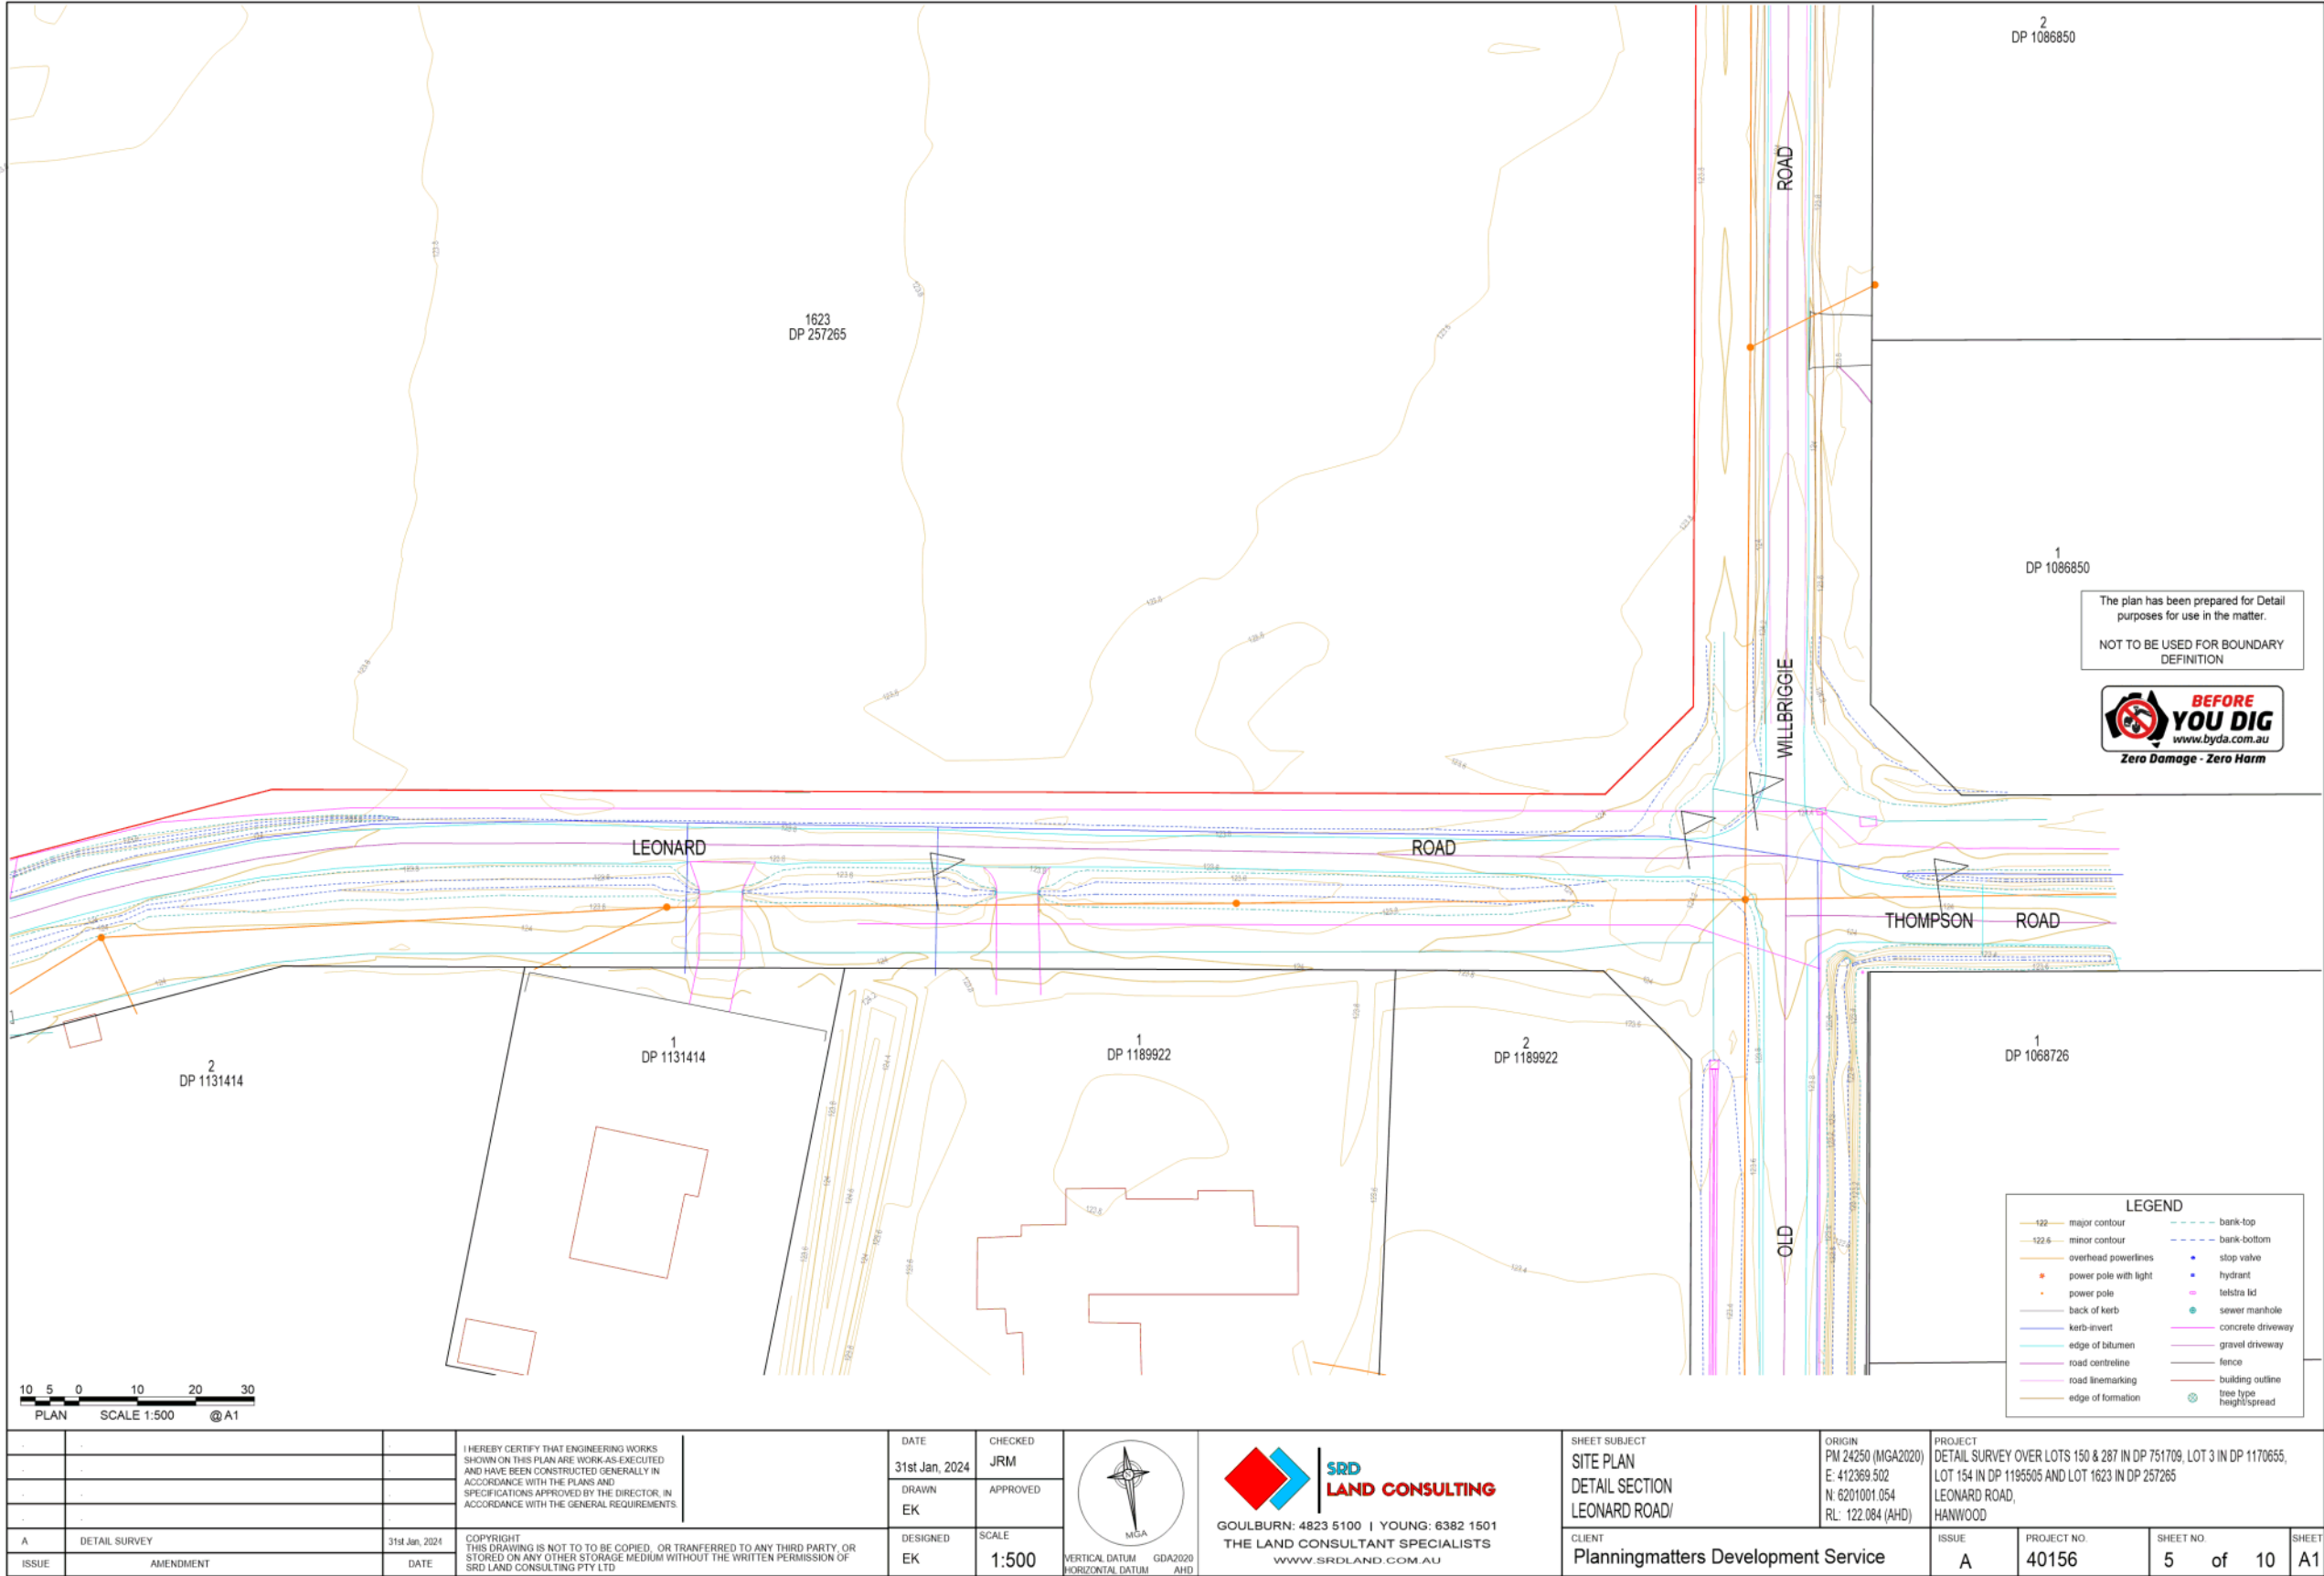 2
DP 1086850
ROAD
1623
DP 257265
1
DP 1086850
The plan has been prepared for Detail
purposes for use in the matter.
NOT TO BE USED FOR BOUNDARY
DEFINITION
BEFORE
YOU DIG
www.byda.com.au
Zero Damage - Zero Harm
WILLBRIGGIE
LEONARD
ROAD
THOMPSON
ROAD
2
DP 1131414
1
DP 1131414
1
DP 1189922
2
DP 1189922
1
DP 1068726
OLD
LEGEND
122 major contour
122.6 minor contour
overhead powerlines
power pole with light
power pole
back of kerb
kerb-invert
edge of bitumen
road centreline
road linemarking
edge of formation
bank-top
bank-bottom
stop valve
hydrant
telstra lid
sewer manhole
concrete driveway
gravel driveway
fence
building outline
tree type
height/spread
10 5 0 10 20 30
PLAN SCALE 1:500 @ A1
I HEREBY CERTIFY THAT ENGINEERING WORKS
SHOWN ON THIS PLAN ARE WORK-AS-EXECUTED
AND HAVE BEEN CONSTRUCTED GENERALLY IN
ACCORDANCE WITH THE PLANS AND
SPECIFICATIONS APPROVED BY THE DIRECTOR, IN
ACCORDANCE WITH THE GENERAL REQUIREMENTS.
A DETAIL SURVEY 31st Jan, 2024
ISSUE AMENDMENT DATE
COPYRIGHT
THIS DRAWING IS NOT TO TO BE COPIED, OR TRANFERRED TO ANY THIRD PARTY, OR
STORED ON ANY OTHER STORAGE MEDIUM WITHOUT THE WRITTEN PERMISSION OF
SRD LAND CONSULTING PTY LTD
DATE
31st Jan, 2024
CHECKED
JRM
DRAWN
EK
APPROVED
DESIGNED
EK
SCALE
1:500
MGA
VERTICAL DATUM GDA2020
HORIZONTAL DATUM AHD
SRD
LAND CONSULTING
GOULBURN: 4823 5100 | YOUNG: 6382 1501
THE LAND CONSULTANT SPECIALISTS
WWW.SRDLAND.COM.AU
SHEET SUBJECT
SITE PLAN
DETAIL SECTION
LEONARD ROAD/
CLIENT
Planningmatters Development Service
ORIGIN
PM 24250 (MGA2020)
E: 412369.502
N: 6201001.054
RL: 122.084 (AHD)
PROJECT
DETAIL SURVEY OVER LOTS 150 & 287 IN DP 751709, LOT 3 IN DP 1170655,
LOT 154 IN DP 1195505 AND LOT 1623 IN DP 257265
LEONARD ROAD,
HANWOOD
ISSUE
A
PROJECT NO.
40156
SHEET NO.
5 of 10
SHEET
A1